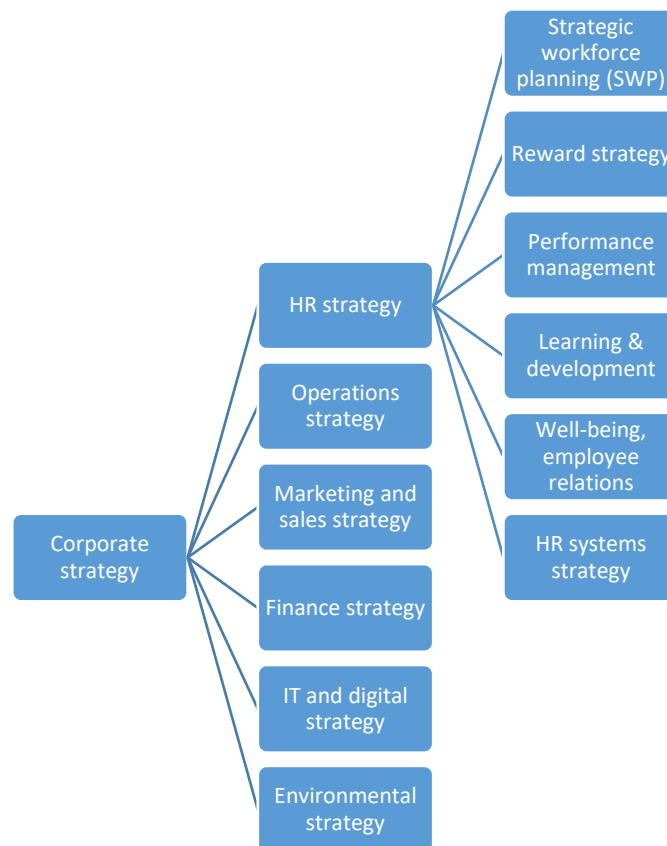 Strategic
workforce
planning (SWP)
Reward strategy
Performance
management
HR strategy
Learning &
development
Operations
strategy
Well-being,
employee
relations
Marketing and
sales strategy
Corporate
strategy
HR systems
strategy
Finance strategy
IT and digital
strategy
Environmental
strategy